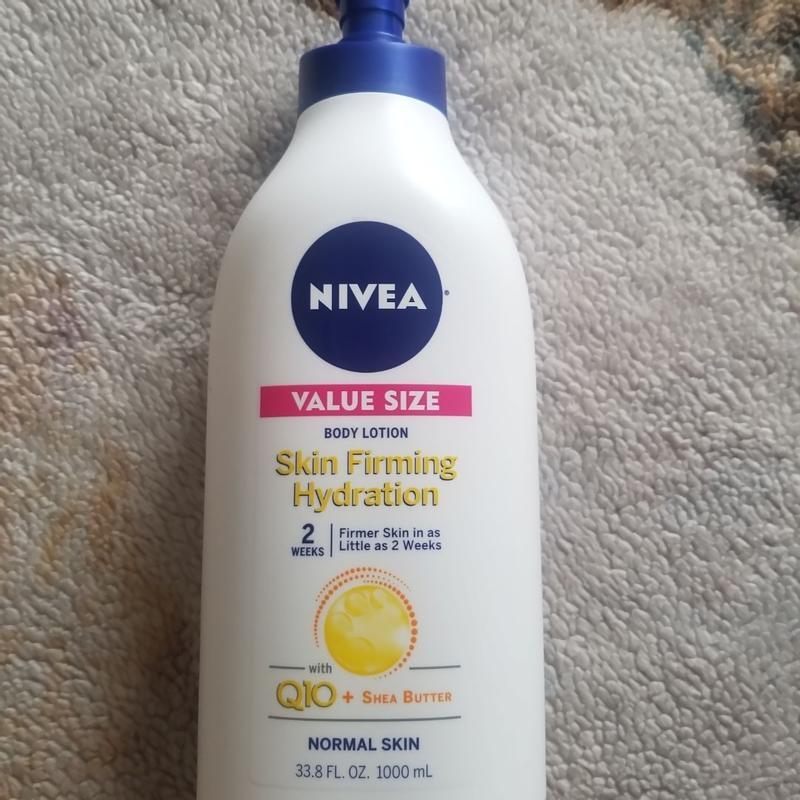 NIVEA®
VALUE SIZE
BODY LOTION
Skin Firming
Hydration
2 WEEKS
Firmer Skin in as
Little as 2 Weeks
with
Q10 + SHEA BUTTER
NORMAL SKIN
33.8 FL. OZ. 1000 mL